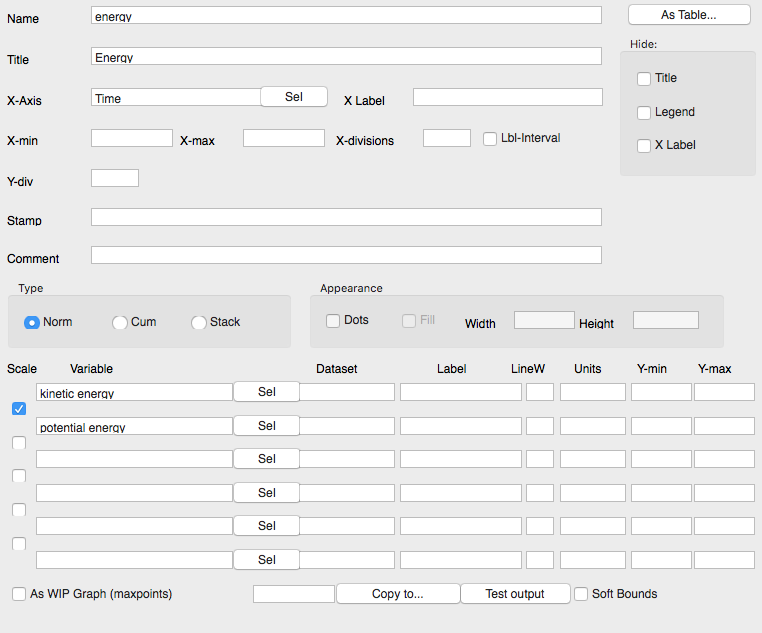 Name energy As Table...
Hide:
Title Energy
Title
X-Axis Time Sel X Label
Legend
X-min X-max X-divisions Lbl-Interval
X Label
Y-div
Stamp
Comment
Type Appearance
Norm Cum Stack Dots Fill Width Height
Scale Variable Dataset Label LineW Units Y-min Y-max
kinetic energy Sel
potential energy Sel
Sel
Sel
Sel
Sel
As WIP Graph (maxpoints) Copy to... Test output Soft Bounds